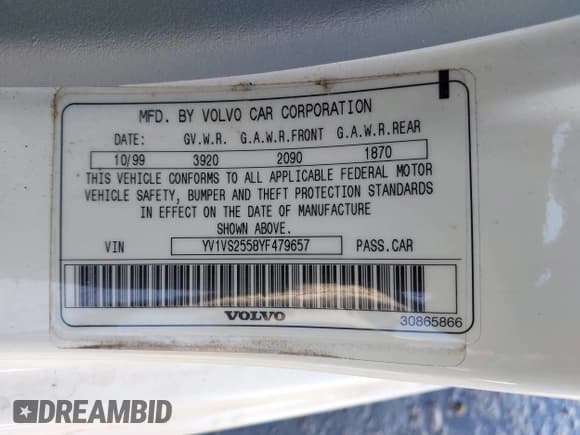 MFD. BY VOLVO CAR CORPORATION
DATE: GV.W.R. G.A.W.R.FRONT G.A.W.R.REAR
10/99 3920 2090 1870
THIS VEHICLE CONFORMS TO ALL APPLICABLE FEDERAL MOTOR
VEHICLE SAFETY, BUMPER AND THEFT PROTECTION STANDARDS
IN EFFECT ON THE DATE OF MANUFACTURE
SHOWN ABOVE.
VIN YV1VS2558YF479657 PASS.CAR
VOLVO 30865866
DREAMBID